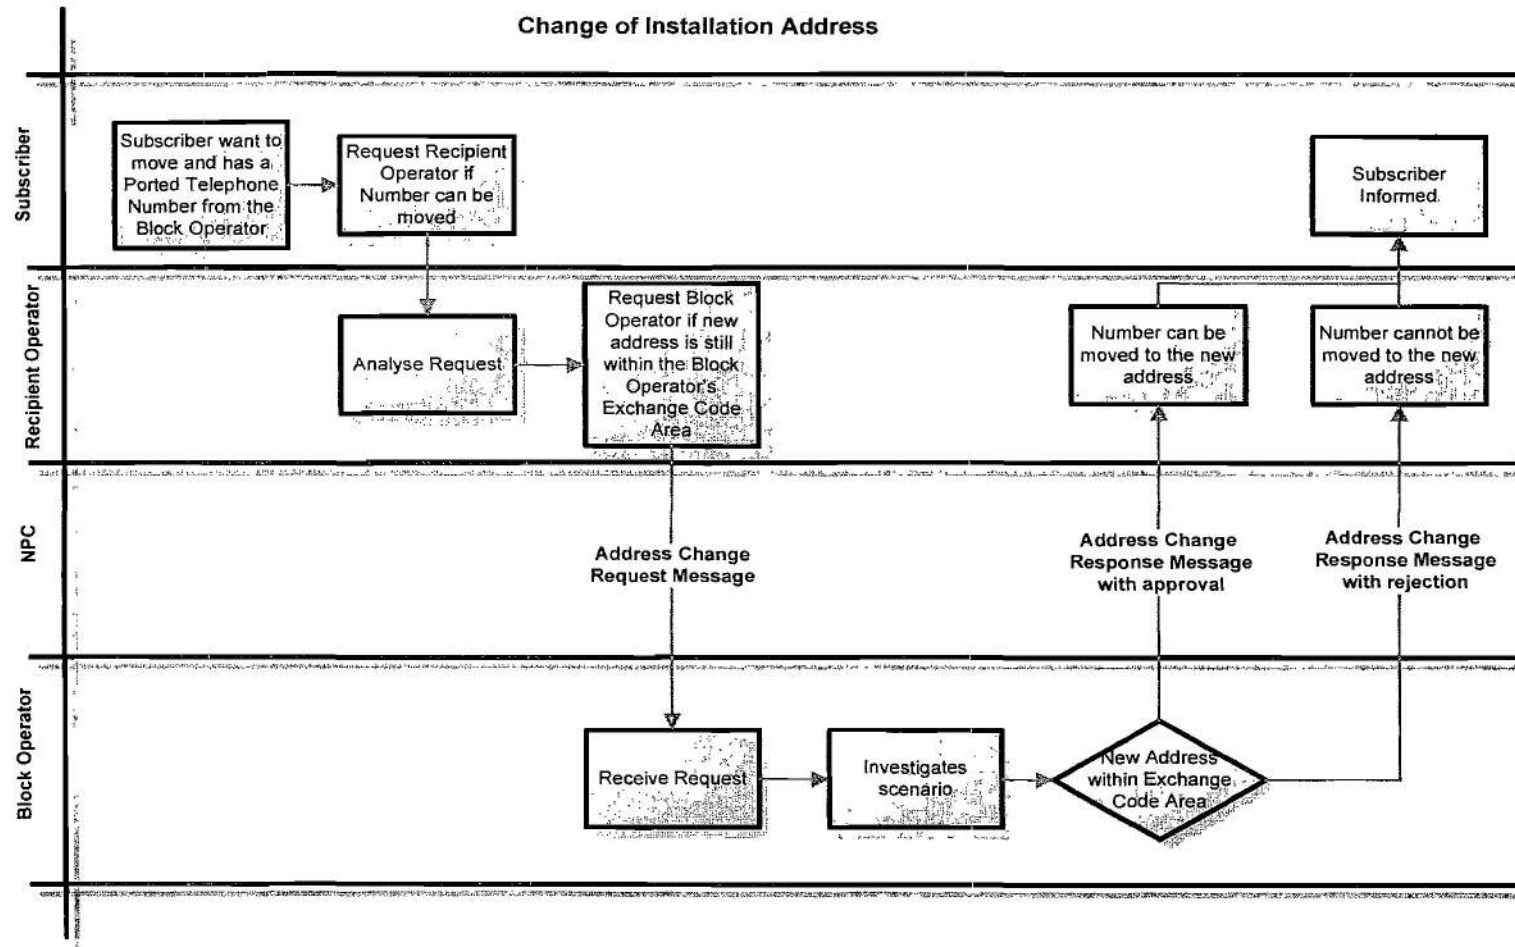 Change of Installation Address
Subscriber
Subscriber want to
move and has a
Ported Telephone
Number from the
Block Operator
Request Recipient
Operator if
Number can be
moved
Subscriber
Informed.
Recipient Operator
Analyse Request
Request Block
Operator if new
address is still
within the Block
Operator's
Exchange Code
Area
Number can be
moved to the new
address
Number cannot be
moved to the new
address
NPC
Address Change
Request Message
Address Change
Response Message
with approval
Address Change
Response Message
with rejection
Block Operator
Receive Request
Investigates
scenario
New Address
within Exchange
Code Area